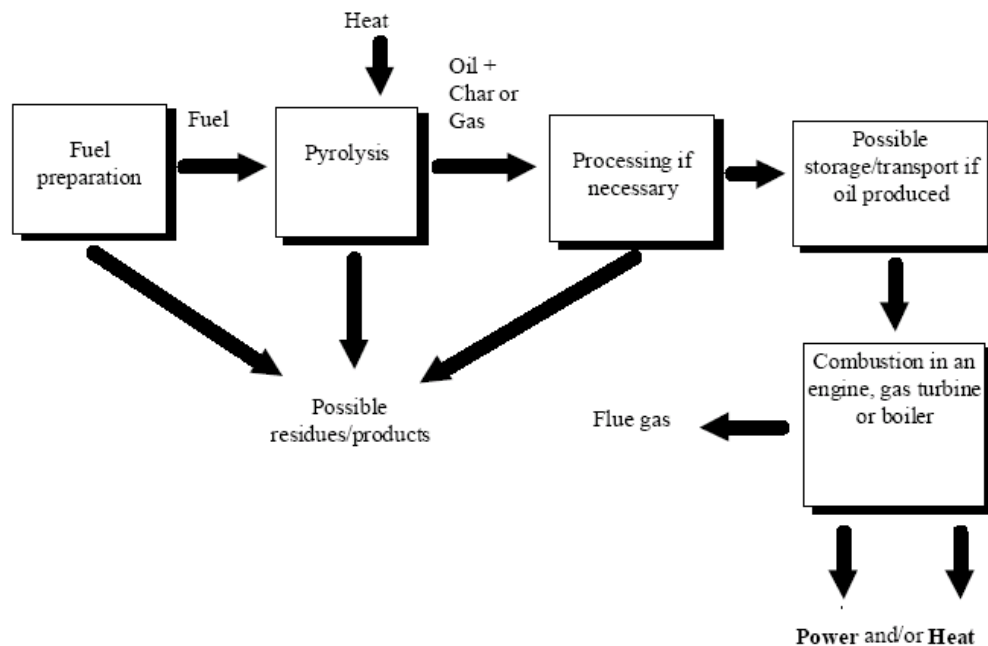 Heat
Oil +
Char or
Gas
Fuel
Fuel
preparation
Pyrolysis
Processing if
necessary
Possible
storage/transport if
oil produced
Combustion in an
engine, gas turbine
or boiler
Possible
residues/products
Flue gas
Power and/or Heat